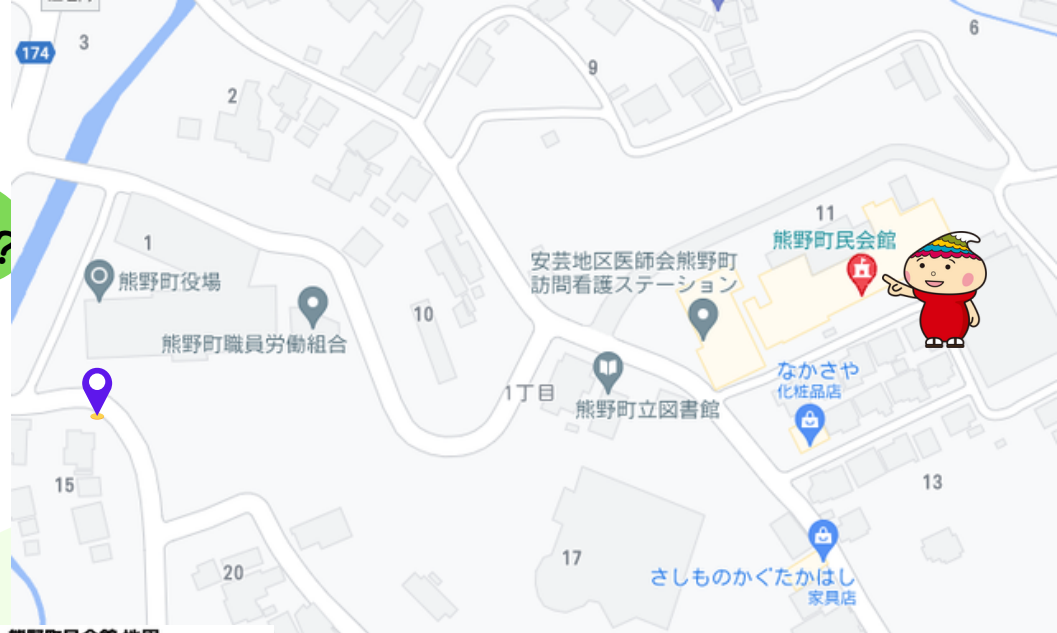 3
174
6
9
2
11
熊野町民会館
1
安芸地区医師会熊野町
訪問看護ステーション
?
熊野町役場
10
熊野町職員労働組合
なかさや
化粧品店
1丁目
熊野町立図書館
15
13
17
20
さしものかぐたかはし
家具店